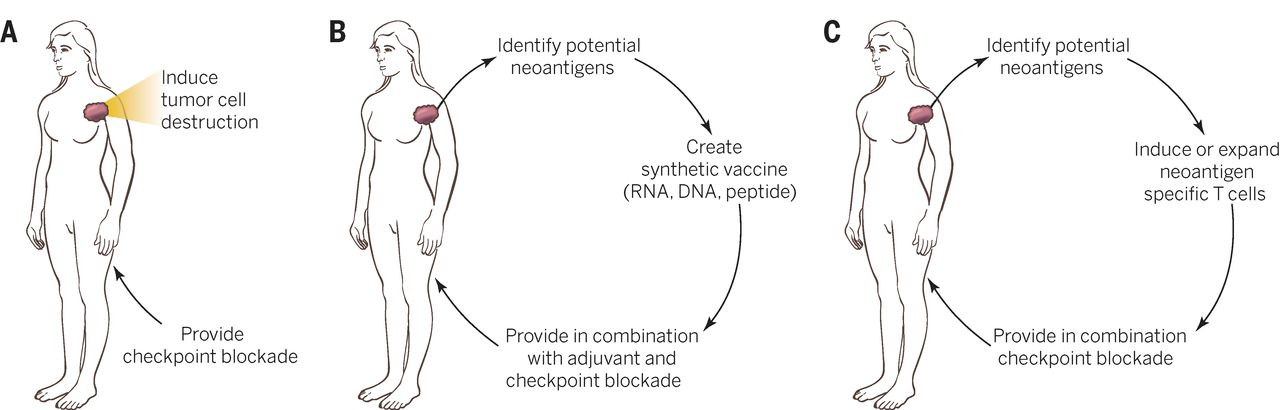 A
Induce
tumor cell
destruction
Provide
checkpoint blockade
B
Identify potential
neoantigens
Create
synthetic vaccine
(RNA, DNA, peptide)
Provide in combination
with adjuvant and
checkpoint blockade
C
Identify potential
neoantigens
Induce or expand
neoantigen
specific T cells
Provide in combination
checkpoint blockade